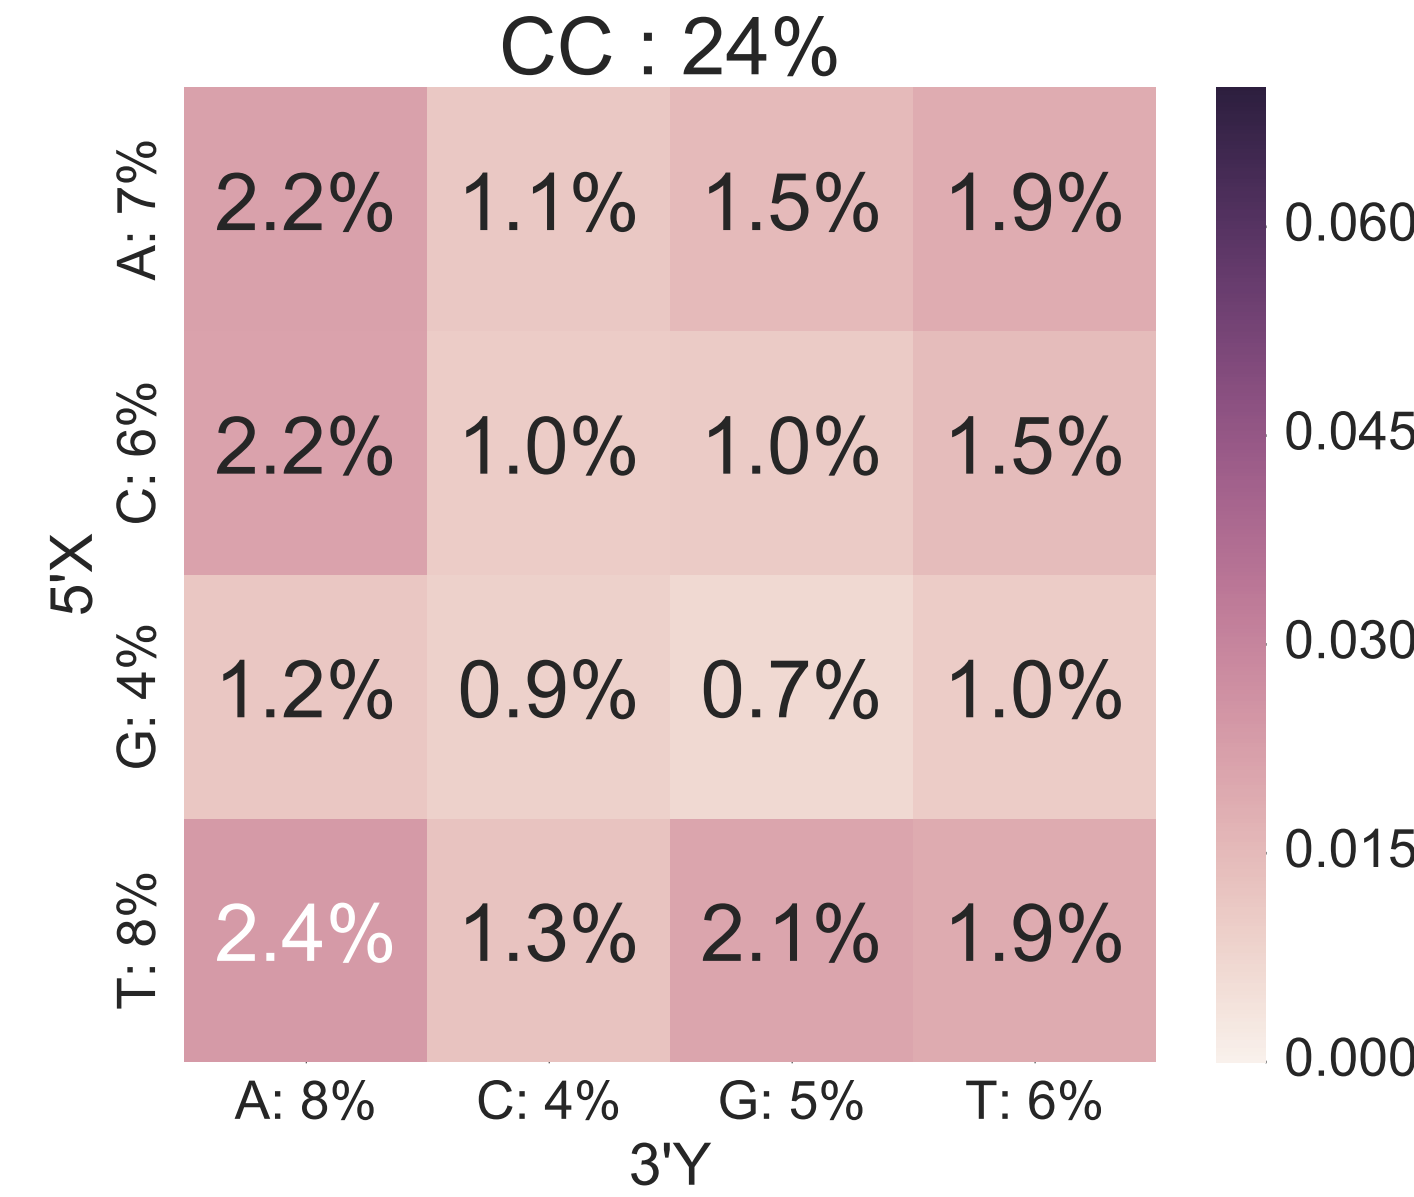 CC : 24%
A: 7% 2.2% 1.1% 1.5% 1.9%
C: 6% 2.2% 1.0% 1.0% 1.5%
G: 4% 1.2% 0.9% 0.7% 1.0%
T: 8% 2.4% 1.3% 2.1% 1.9%
5'X
A: 8% C: 4% G: 5% T: 6%
3'Y
0.060
0.045
0.030
0.015
0.000